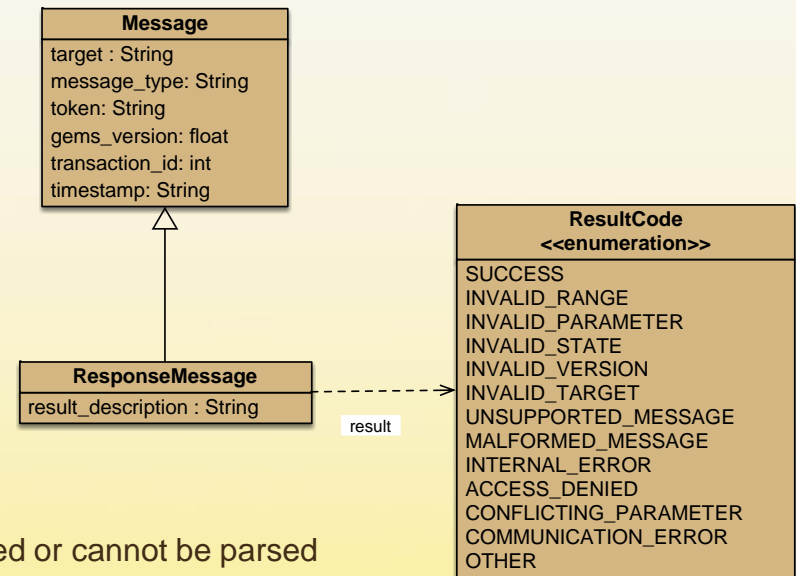 Message
target : String
message_type: String
token: String
gems_version: float
transaction_id: int
timestamp: String
ResponseMessage
result_description : String
result
ResultCode
<<enumeration>>
SUCCESS
INVALID_RANGE
INVALID_PARAMETER
INVALID_STATE
INVALID_VERSION
INVALID_TARGET
UNSUPPORTED_MESSAGE
MALFORMED_MESSAGE
INTERNAL_ERROR
ACCESS_DENIED
CONFLICTING_PARAMETER
COMMUNICATION_ERROR
OTHER
ed or cannot be parsed